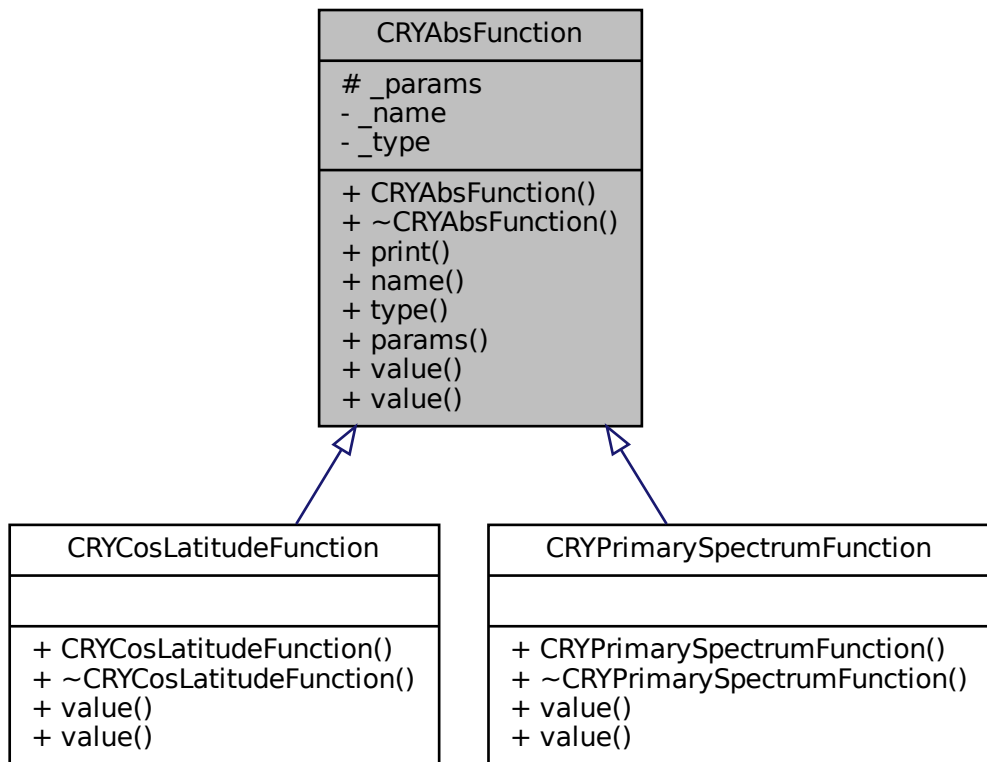 CRYAbsFunction
# _params
- _name
- _type
+ CRYAbsFunction()
+ ~CRYAbsFunction()
+ print()
+ name()
+ type()
+ params()
+ value()
+ value()
CRYCosLatitudeFunction
+ CRYCosLatitudeFunction()
+ ~CRYCosLatitudeFunction()
+ value()
+ value()
CRYPrimarySpectrumFunction
+ CRYPrimarySpectrumFunction()
+ ~CRYPrimarySpectrumFunction()
+ value()
+ value()